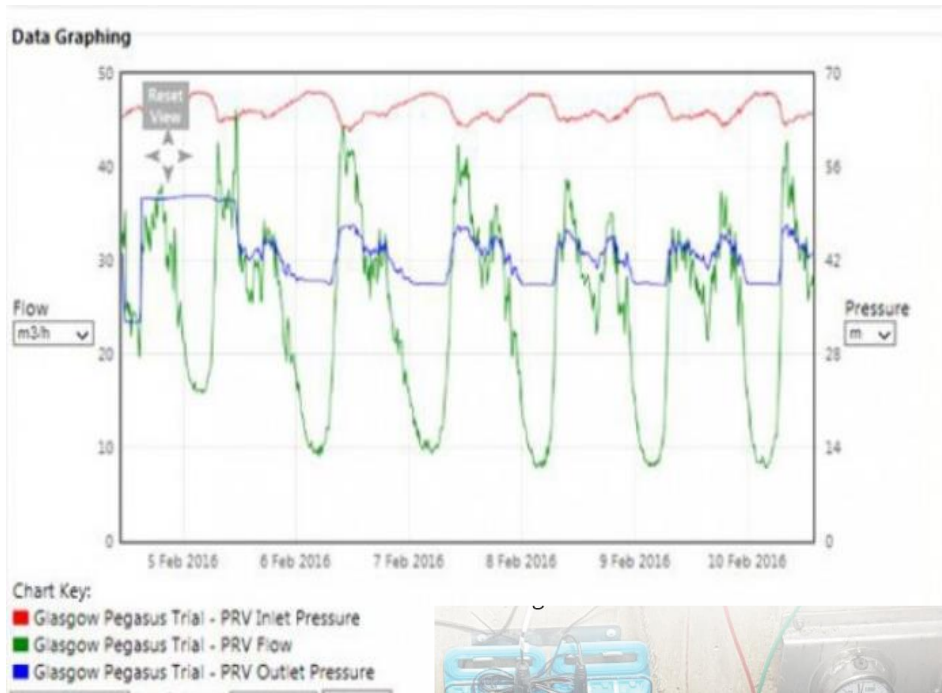 Data Graphing
50
70
Reset
View
40
56
30
42
Flow
Pressure
m3/h
m
20
28
10
14
0
0
5 Feb 2016
6 Feb 2016
7 Feb 2016
8 Feb 2016
9 Feb 2016
10 Feb 2016
Chart Key:
Glasgow Pegasus Trial - PRV Inlet Pressure
Glasgow Pegasus Trial - PRV Flow
Glasgow Pegasus Trial - PRV Outlet Pressure